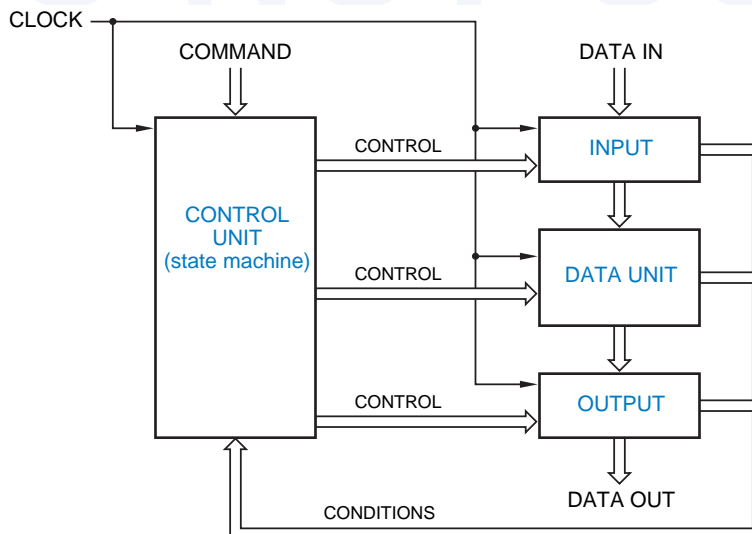 CLOCK
COMMAND
DATA IN
CONTROL
INPUT
CONTROL
UNIT
(state machine)
CONTROL
DATA UNIT
CONTROL
OUTPUT
DATA OUT
CONDITIONS